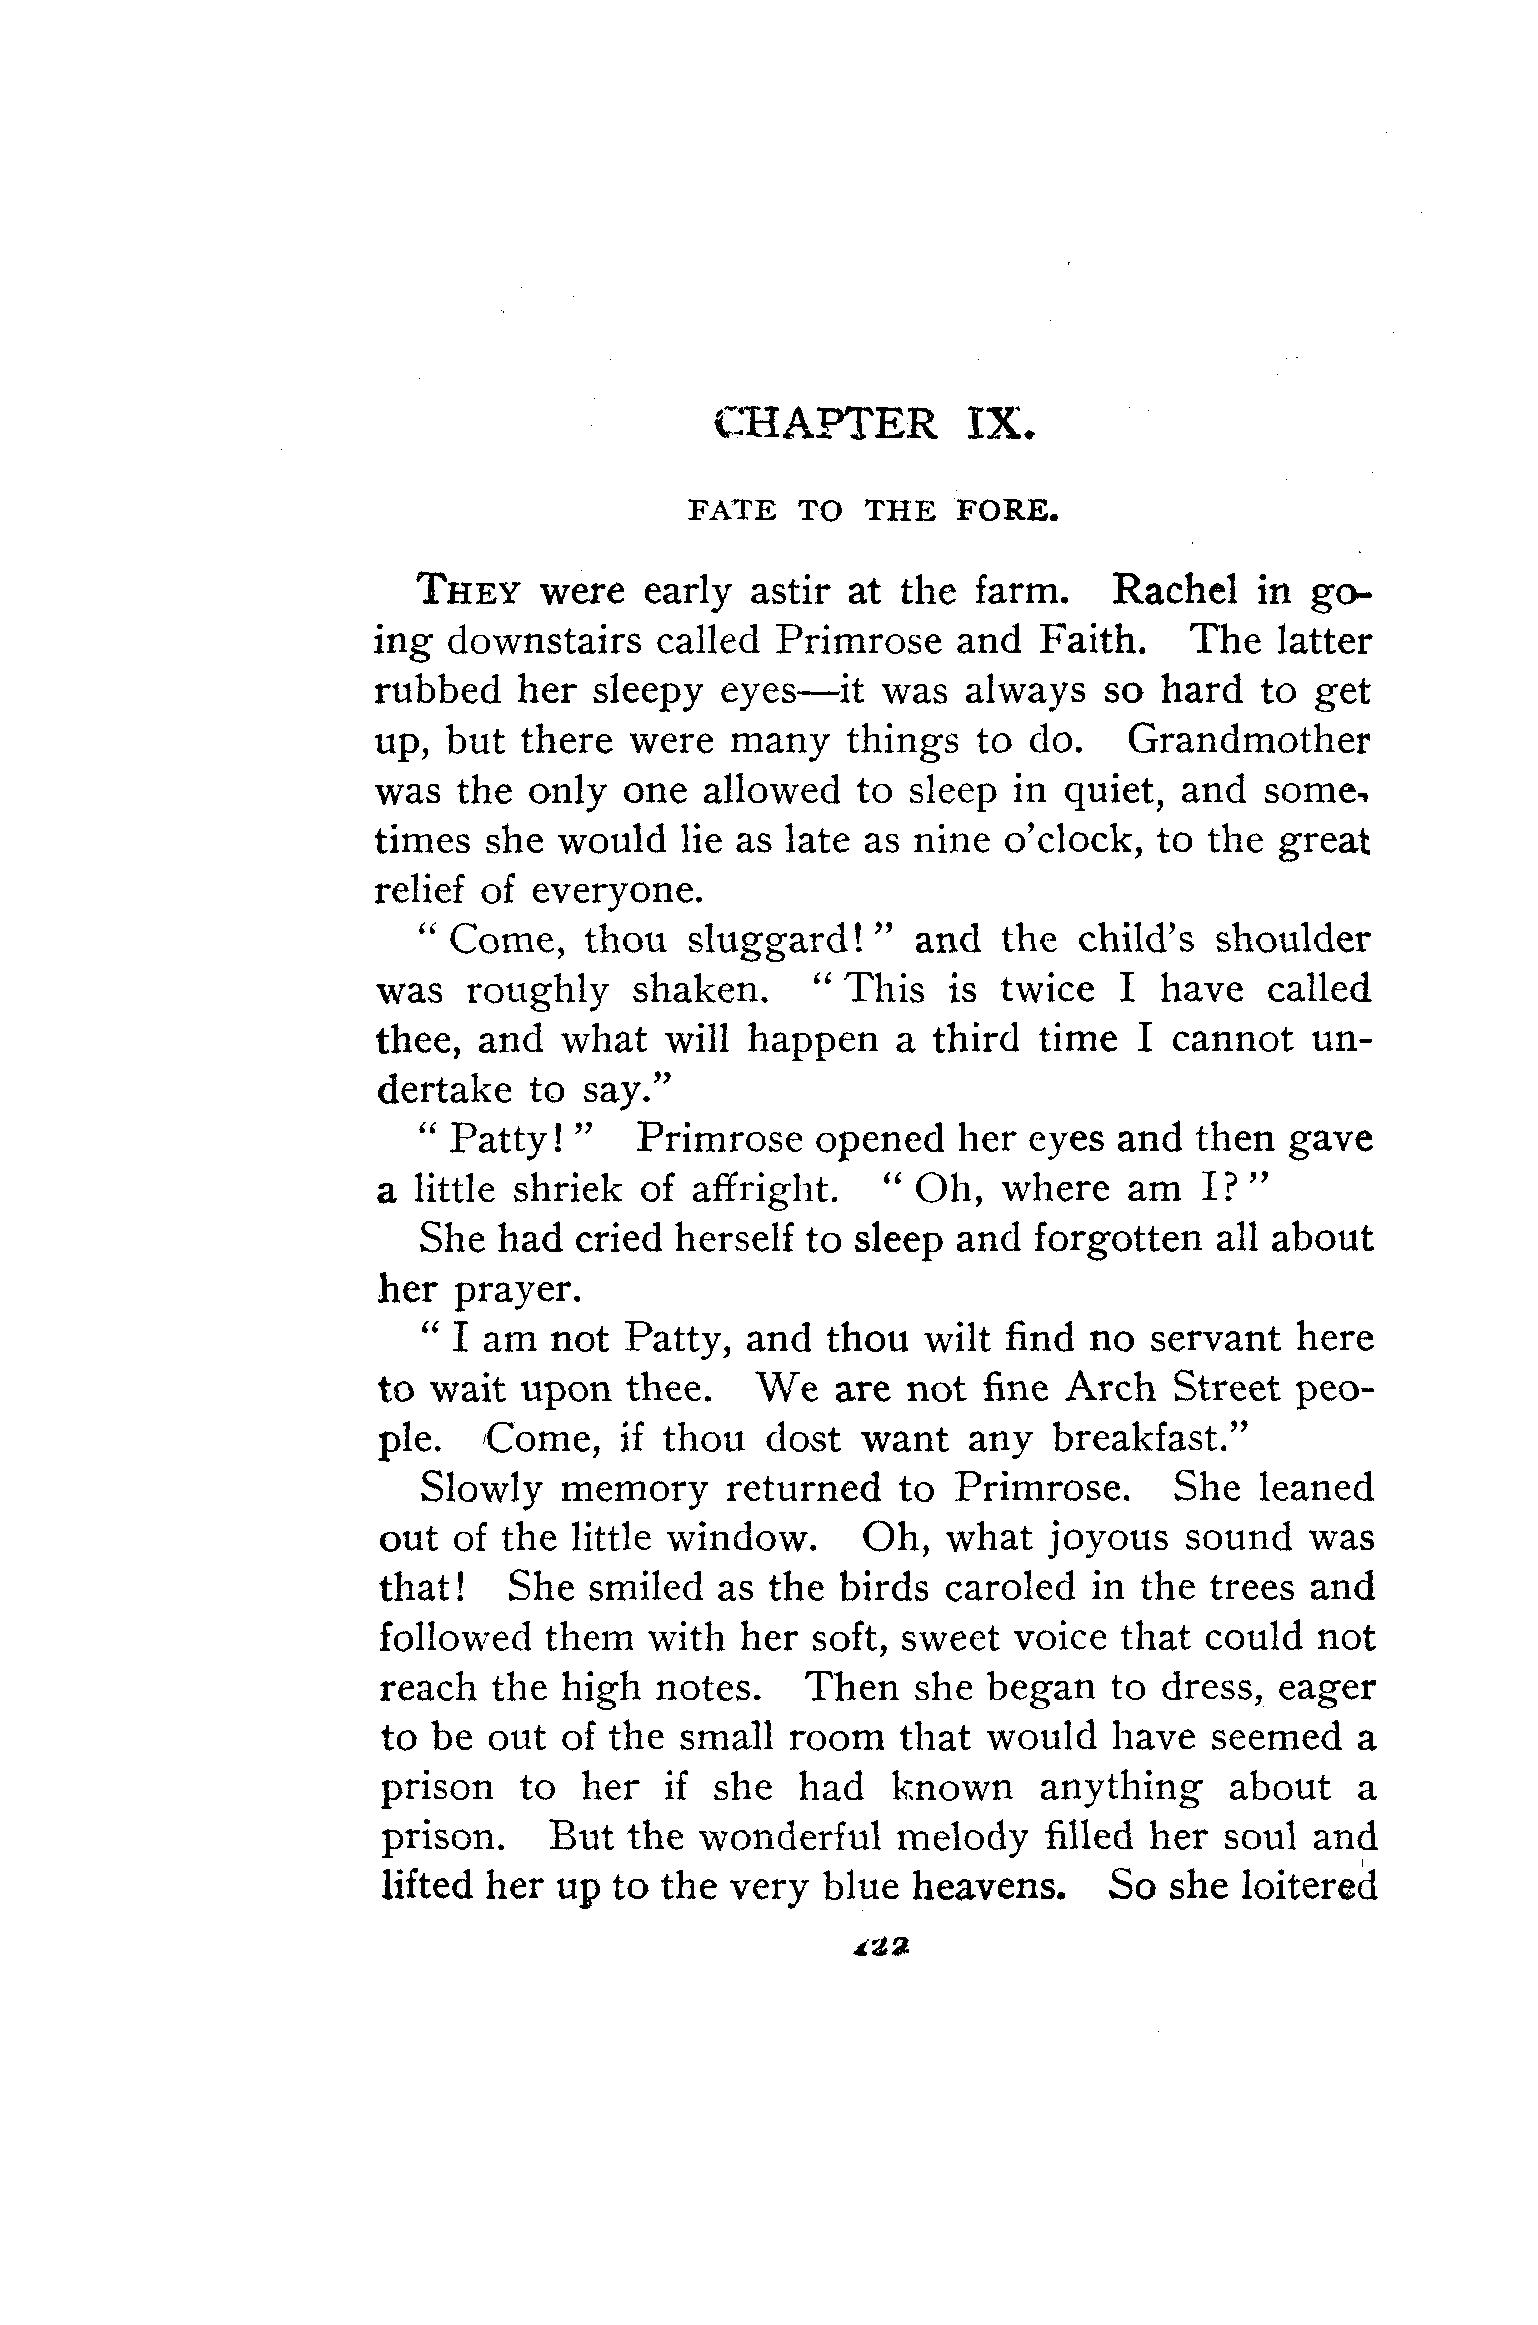 CHAPTER IX.
FATE TO THE FORE.
THEY were early astir at the farm. Rachel in go-
ing downstairs called Primrose and Faith. The latter
rubbed her sleepy eyes—it was always so hard to get
up, but there were many things to do. Grandmother
was the only one allowed to sleep in quiet, and some-
times she would lie as late as nine o'clock, to the great
relief of everyone.
" Come, thou sluggard! " and the child's shoulder
was roughly shaken. " This is twice I have called
thee, and what will happen a third time I cannot un-
dertake to say."
" Patty! " Primrose opened her eyes and then gave
a little shriek of affright. " Oh, where am I? "
She had cried herself to sleep and forgotten all about
her prayer.
" I am not Patty, and thou wilt find no servant here
to wait upon thee. We are not fine Arch Street peo-
ple. Come, if thou dost want any breakfast."
Slowly memory returned to Primrose. She leaned
out of the little window. Oh, what joyous sound was
that! She smiled as the birds caroled in the trees and
followed them with her soft, sweet voice that could not
reach the high notes. Then she began to dress, eager
to be out of the small room that would have seemed a
prison to her if she had known anything about a
prison. But the wonderful melody filled her soul and
lifted her up to the very blue heavens. So she loitered
122